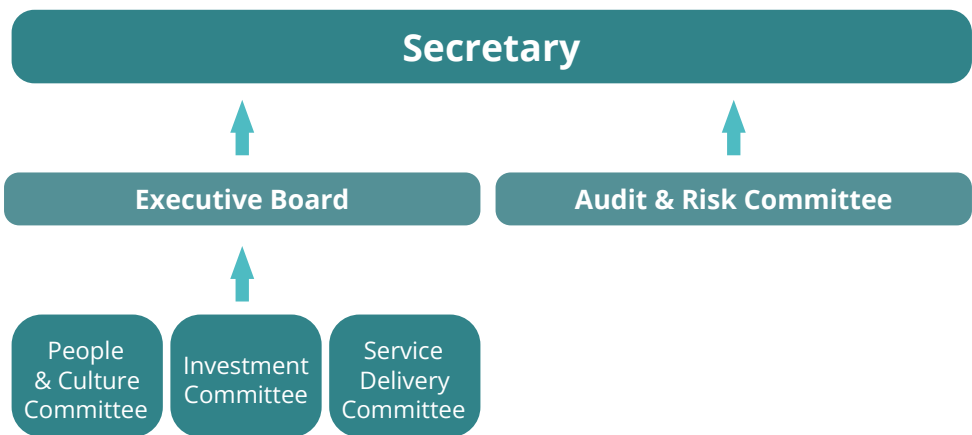 Secretary
Executive Board
Audit & Risk Committee
People
& Culture
Committee
Investment
Committee
Service
Delivery
Committee